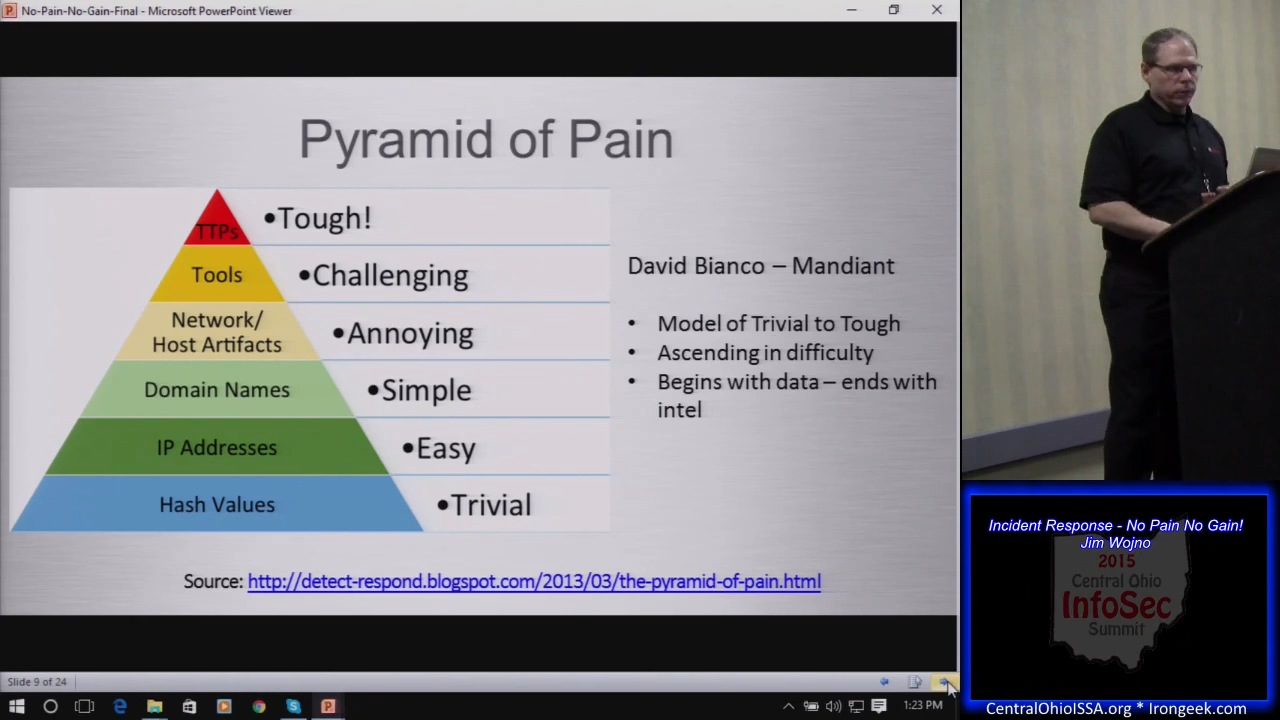 No-Pain-No-Gain-Final - Microsoft PowerPoint Viewer
Pyramid of Pain
TTPs
•Tough!
Tools
•Challenging
Network/
Host Artifacts
•Annoying
Domain Names
•Simple
IP Addresses
•Easy
Hash Values
•Trivial
David Bianco – Mandiant
• Model of Trivial to Tough
• Ascending in difficulty
• Begins with data – ends with
intel
Source: http://detect-respond.blogspot.com/2013/03/the-pyramid-of-pain.html
Slide 9 of 24
1:23 PM
Incident Response - No Pain No Gain!
Jim Wojno
2015
Central Ohio
InfoSec
Summit
CentralOhioISSA.org * Irongeek.com